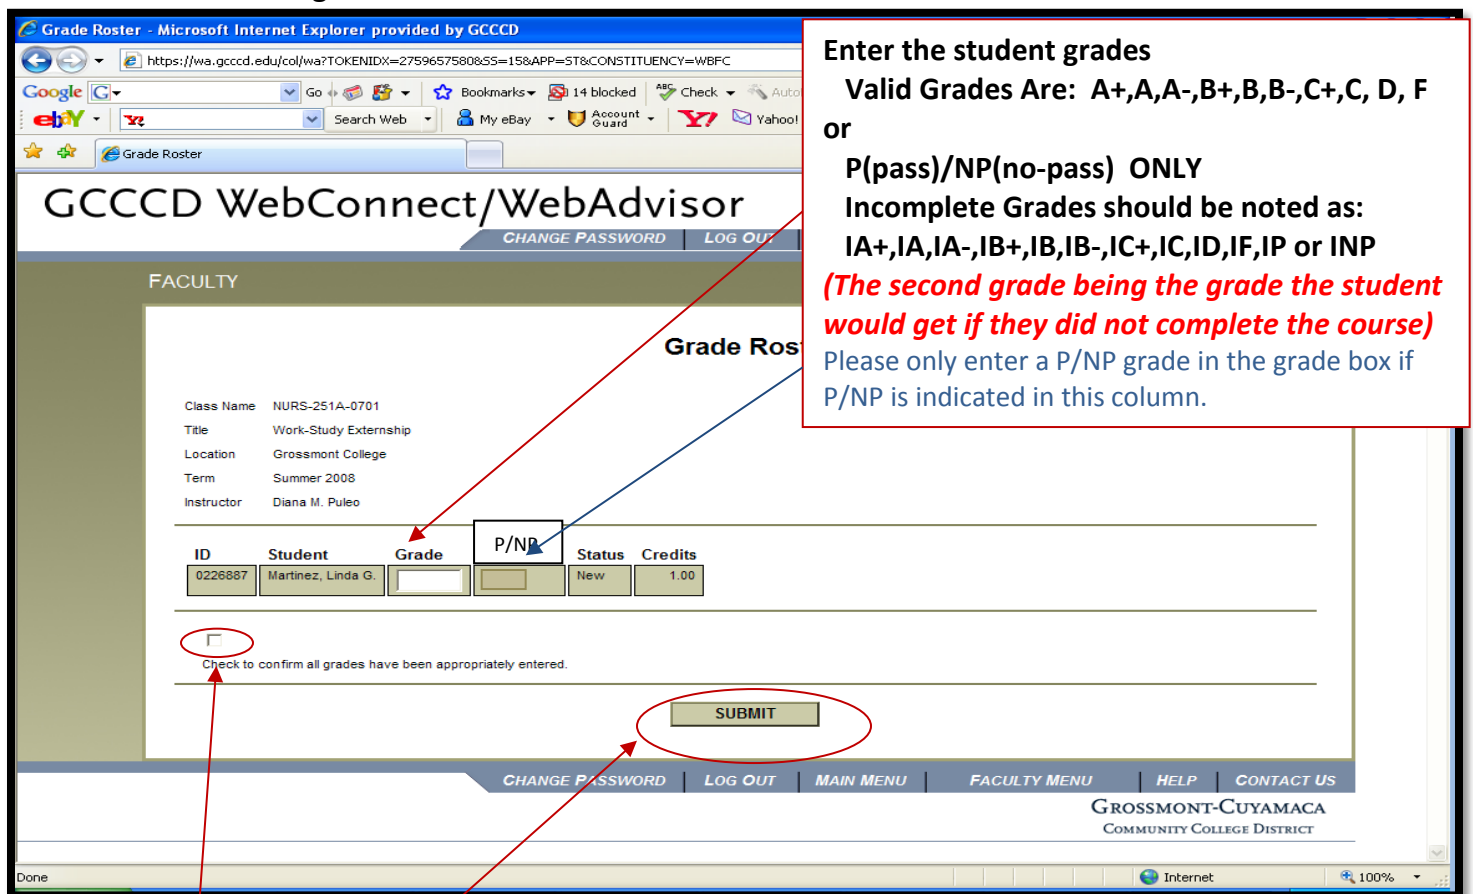 Grade Roster - Microsoft Internet Explorer provided by GCCCD
https://wa.gcccd.edu/col/wa?TOKENIDX=2759657580&SS=15&APP=ST&CONSTITUENCY=WBFC
Google G Go Bookmarks 14 blocked Check
ebY Search Web My eBay Account Guard Y? Yahoo!
Grade Roster
Enter the student grades
Valid Grades Are: A+,A,A-,B+,B,B-,C+,C, D, F
or
P(pass)/NP(no-pass) ONLY
Incomplete Grades should be noted as:
IA+,IA,IA-,IB+,IB,IB-,IC+,IC,ID,IF,IP or INP
(The second grade being the grade the student
would get if they did not complete the course)
Please only enter a P/NP grade in the grade box if
P/NP is indicated in this column.
GCCCD WebConnect/WebAdvisor
CHANGE PASSWORD LOG OUT
FACULTY
Grade Ros
Class Name NURS-251A-0701
Title Work-Study Externship
Location Grossmont College
Term Summer 2008
Instructor Diana M. Puleo
ID Student Grade P/NP Status Credits
0226887 Martinez, Linda G. New 1.00
Check to confirm all grades have been appropriately entered.
SUBMIT
CHANGE PASSWORD LOG OUT MAIN MENU FACULTY MENU HELP CONTACT US
GROSSMONT-CUYAMACA
COMMUNITY COLLEGE DISTRICT
Done Internet 100%